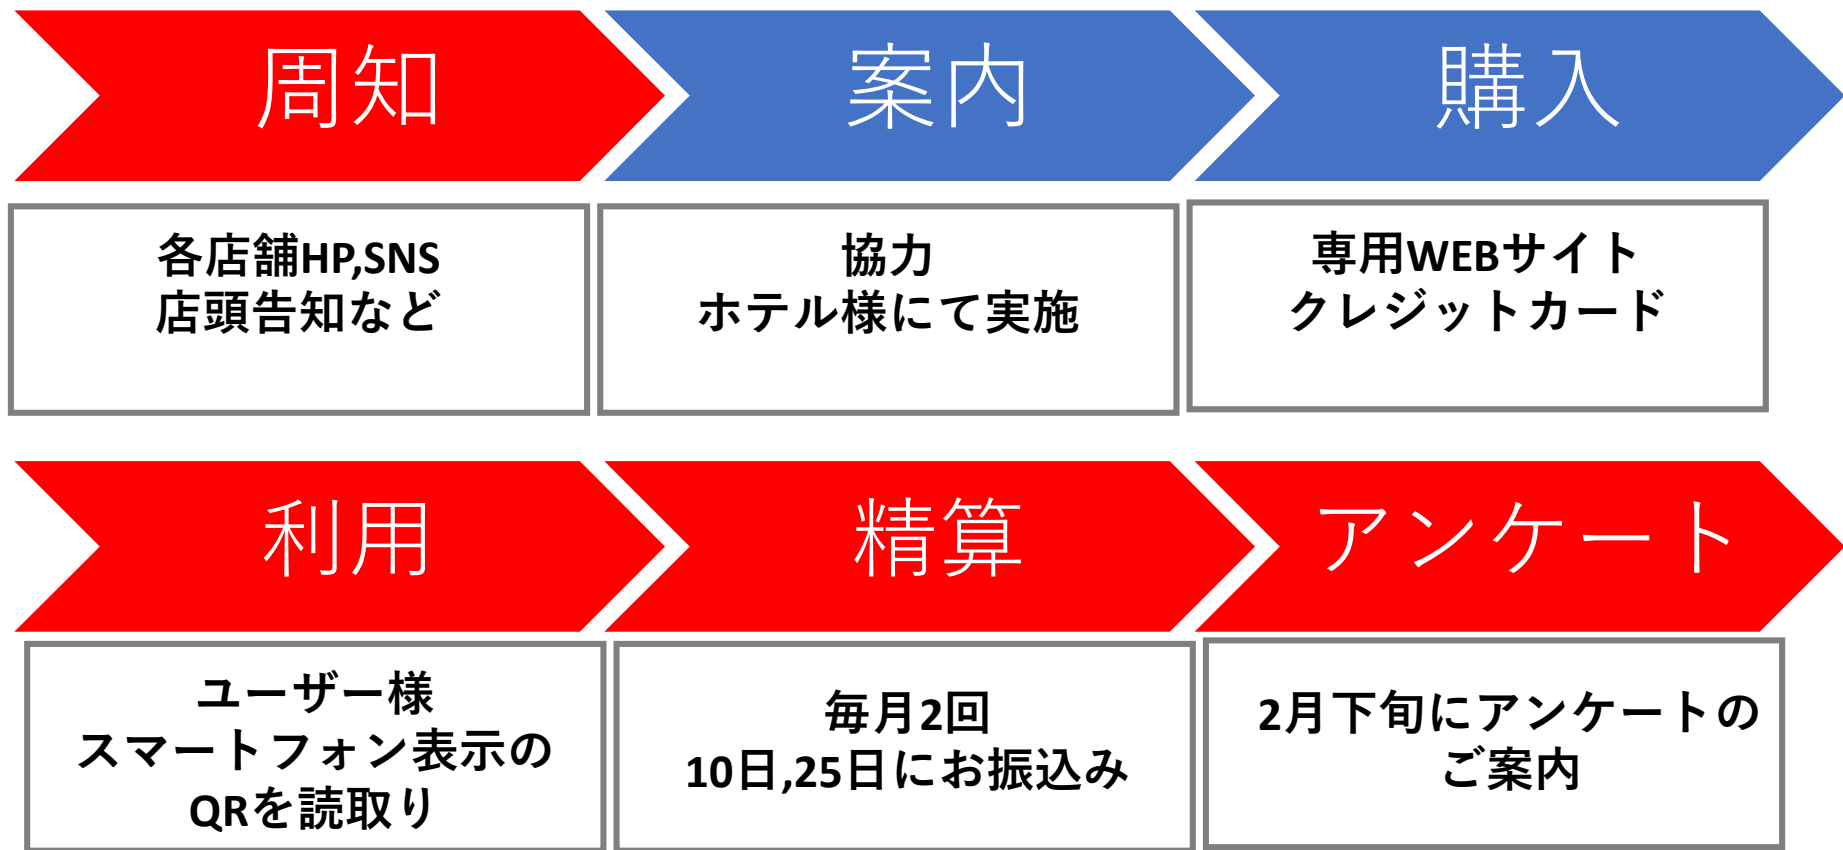 周知
案内
購入
各店舗HP,SNS
店頭告知など
協力
ホテル様にて実施
専用WEBサイト
クレジットカード
利用
精算
アンケート
ユーザー様
スマートフォン表示の
QRを読取り
毎月2回
10日,25日にお振込み
2月下旬にアンケートの
ご案内